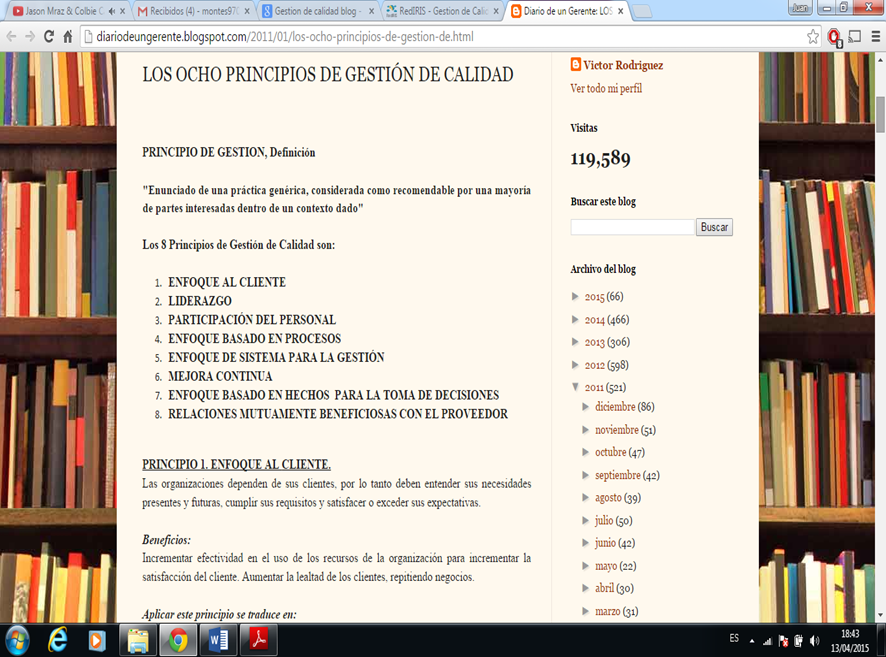 Jason Mraz & Colbie C
Recibidos (4) - montes970
Gestion de calidad blog -
RedIRIS - Gestion de Calid
Diario de un Gerente: LOS
Juan
diariodeungerente.blogspot.com/2011/01/los-ocho-principios-de-gestion-de.html
LOS OCHO PRINCIPIOS DE GESTIÓN DE CALIDAD
PRINCIPIO DE GESTION, Definición
"Enunciado de una práctica genérica, considerada como recomendable por una mayoría
de partes interesadas dentro de un contexto dado"
Los 8 Principios de Gestión de Calidad son:
1. ENFOQUE AL CLIENTE
2. LIDERAZGO
3. PARTICIPACIÓN DEL PERSONAL
4. ENFOQUE BASADO EN PROCESOS
5. ENFOQUE DE SISTEMA PARA LA GESTIÓN
6. MEJORA CONTINUA
7. ENFOQUE BASADO EN HECHOS PARA LA TOMA DE DECISIONES
8. RELACIONES MUTUAMENTE BENEFICIOSAS CON EL PROVEEDOR
PRINCIPIO 1. ENFOQUE AL CLIENTE.
Las organizaciones dependen de sus clientes, por lo tanto deben entender sus necesidades
presentes y futuras, cumplir sus requisitos y satisfacer o exceder sus expectativas.
Beneficios:
Incrementar efectividad en el uso de los recursos de la organización para incrementar la
satisfacción del cliente. Aumentar la lealtad de los clientes, repitiendo negocios.
Aplicar este principio se traduce en:
Victor Rodriguez
Ver todo mi perfil
Visitas
119,589
Buscar este blog
Buscar
Archivo del blog
2015 (66)
2014 (466)
2013 (306)
2012 (598)
2011 (521)
diciembre (86)
noviembre (51)
octubre (47)
septiembre (42)
agosto (39)
julio (50)
junio (42)
mayo (22)
abril (30)
marzo (31)
ES
18:43
13/04/2015